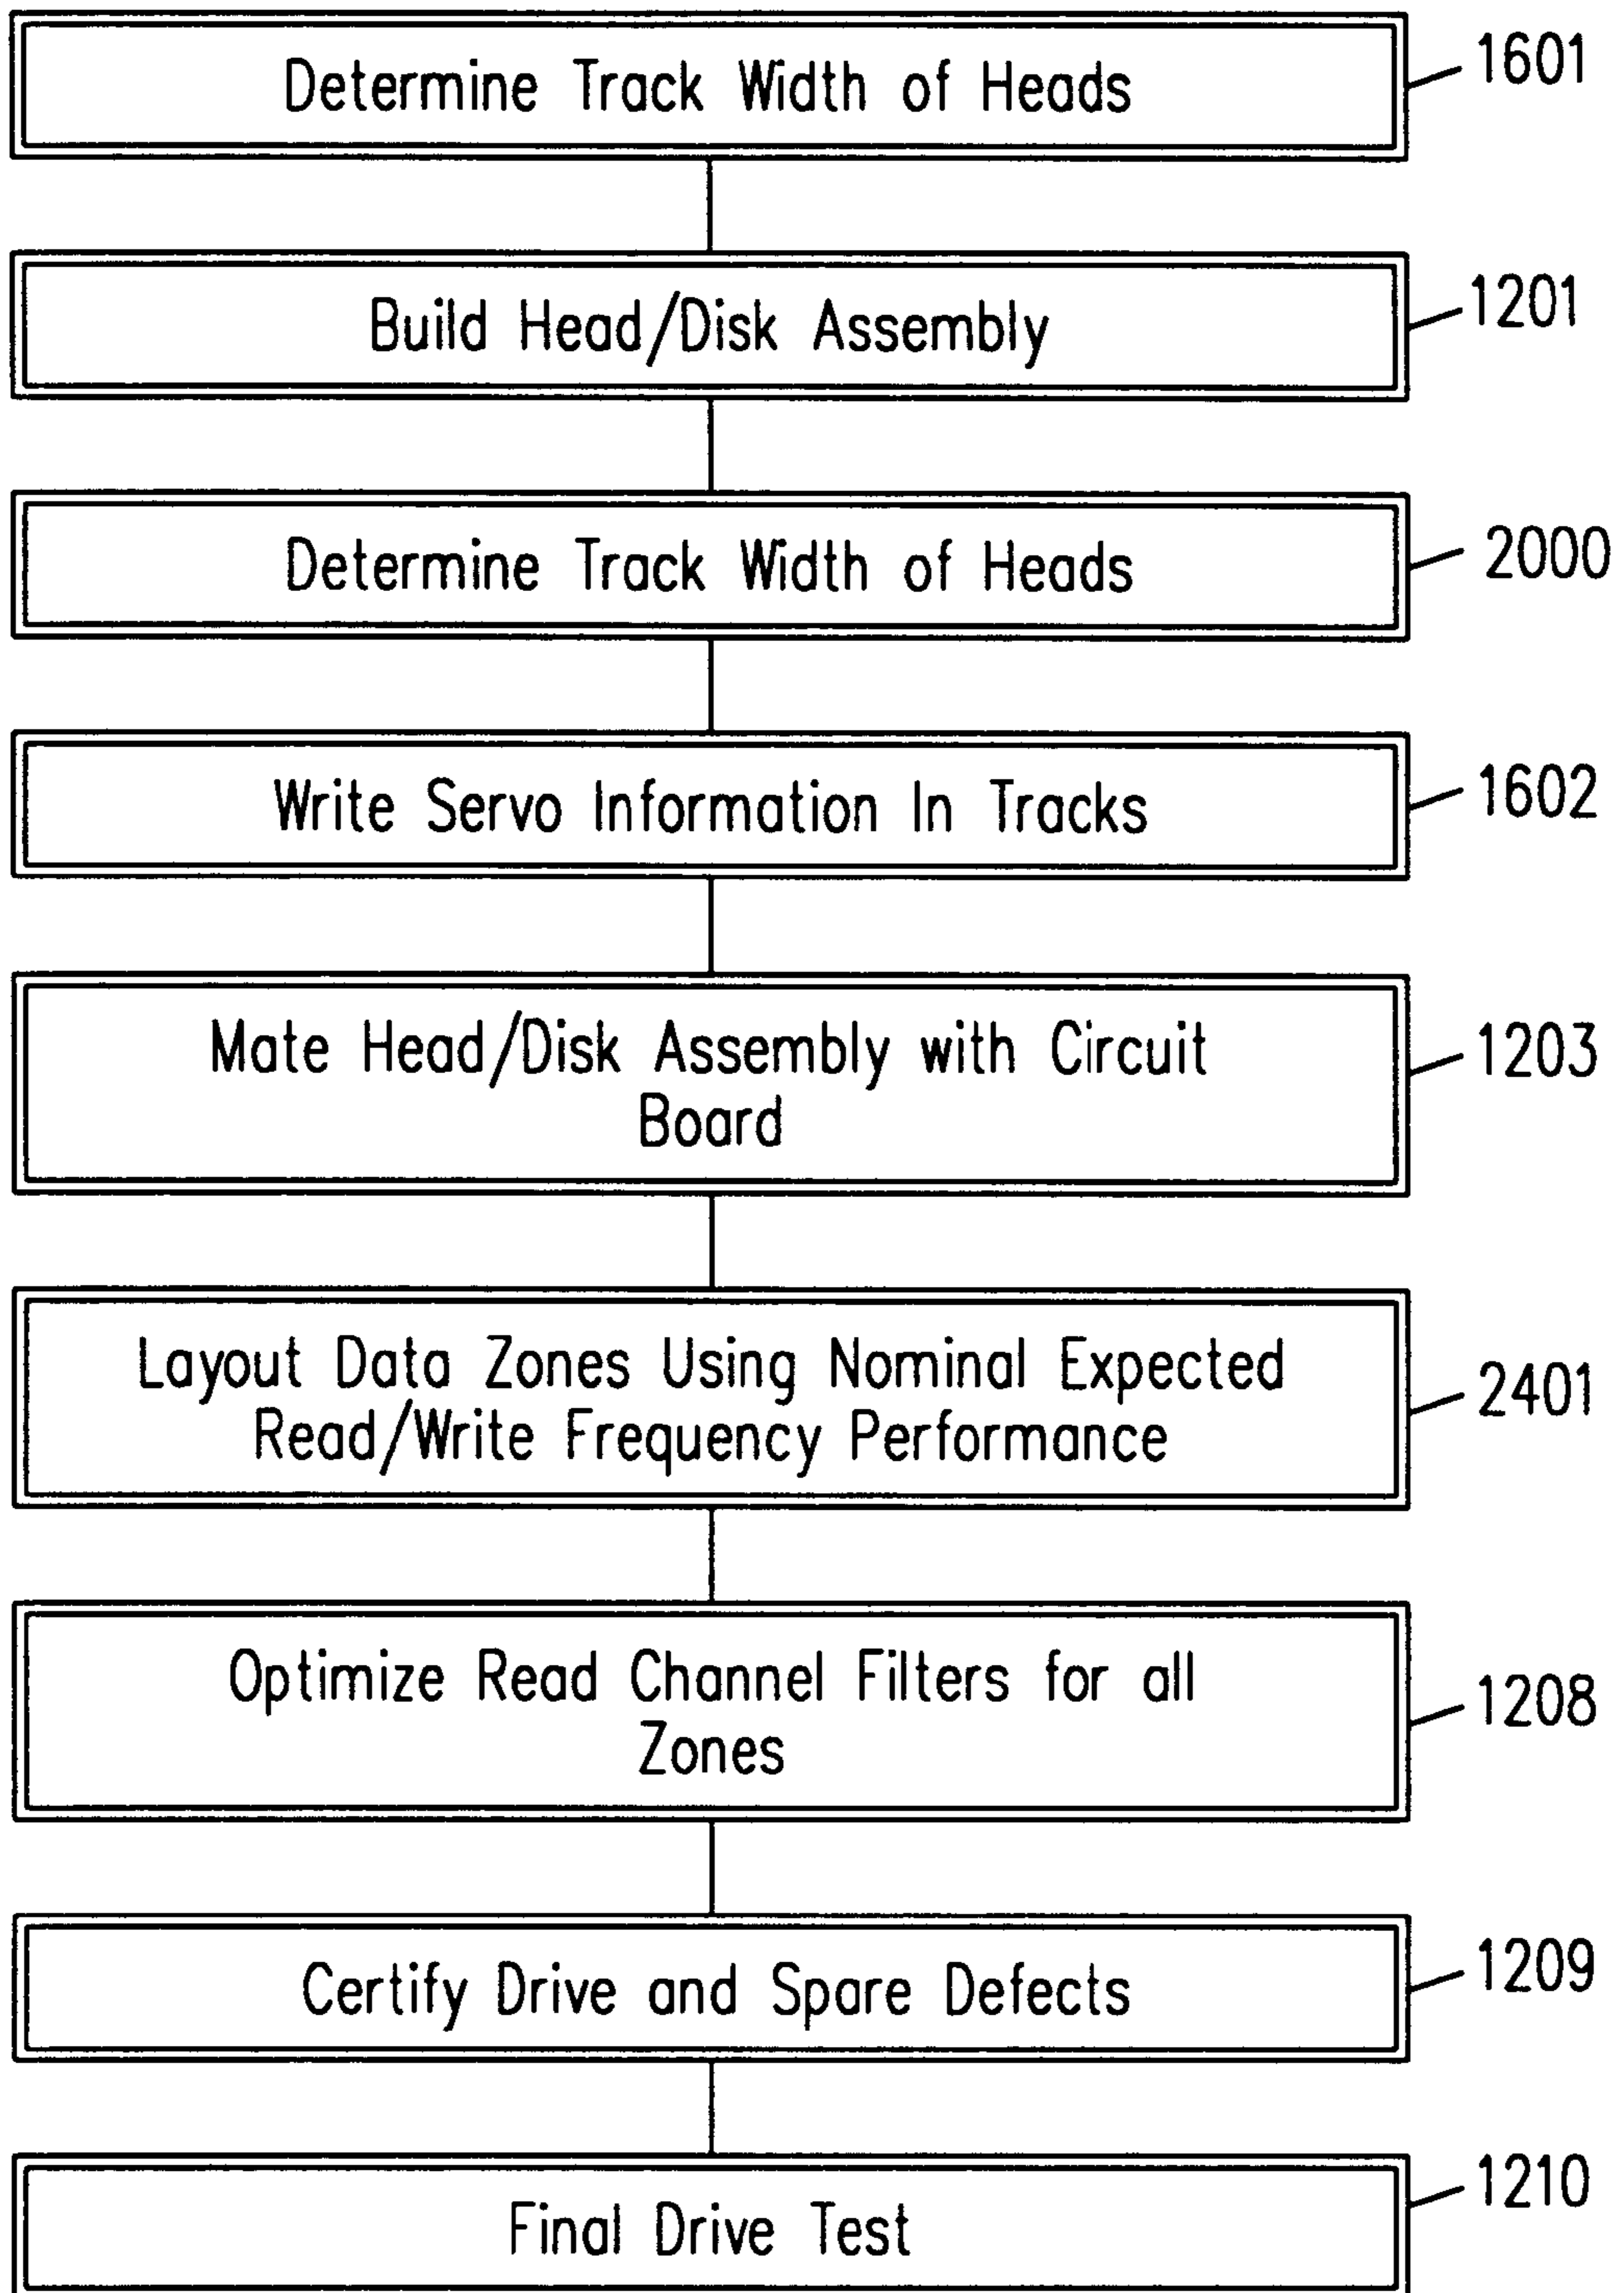 Determine Track Width of Heads
1601
Build Head/Disk Assembly
1201
Determine Track Width of Heads
2000
Write Servo Information In Tracks
1602
Mate Head/Disk Assembly with Circuit
Board
1203
Layout Data Zones Using Nominal Expected
Read/Write Frequency Performance
2401
Optimize Read Channel Filters for all
Zones
1208
Certify Drive and Spare Defects
1209
Final Drive Test
1210